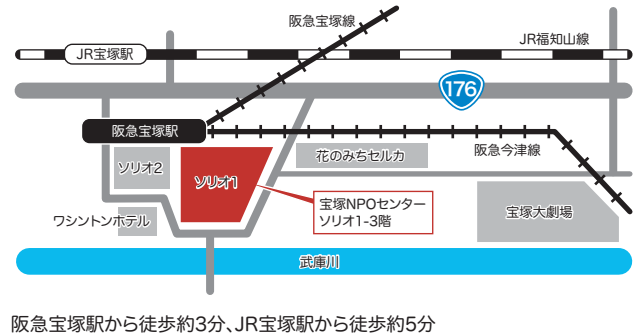 阪急宝塚線
JR福知山線
JR宝塚駅
176
阪急宝塚駅
ソリオ2
ソリオ1
花のみちセルカ
阪急今津線
宝塚NPOセンター
ソリオ1-3階
ワシントンホテル
宝塚大劇場
武庫川
阪急宝塚駅から徒歩約3分、JR宝塚駅から徒歩約5分